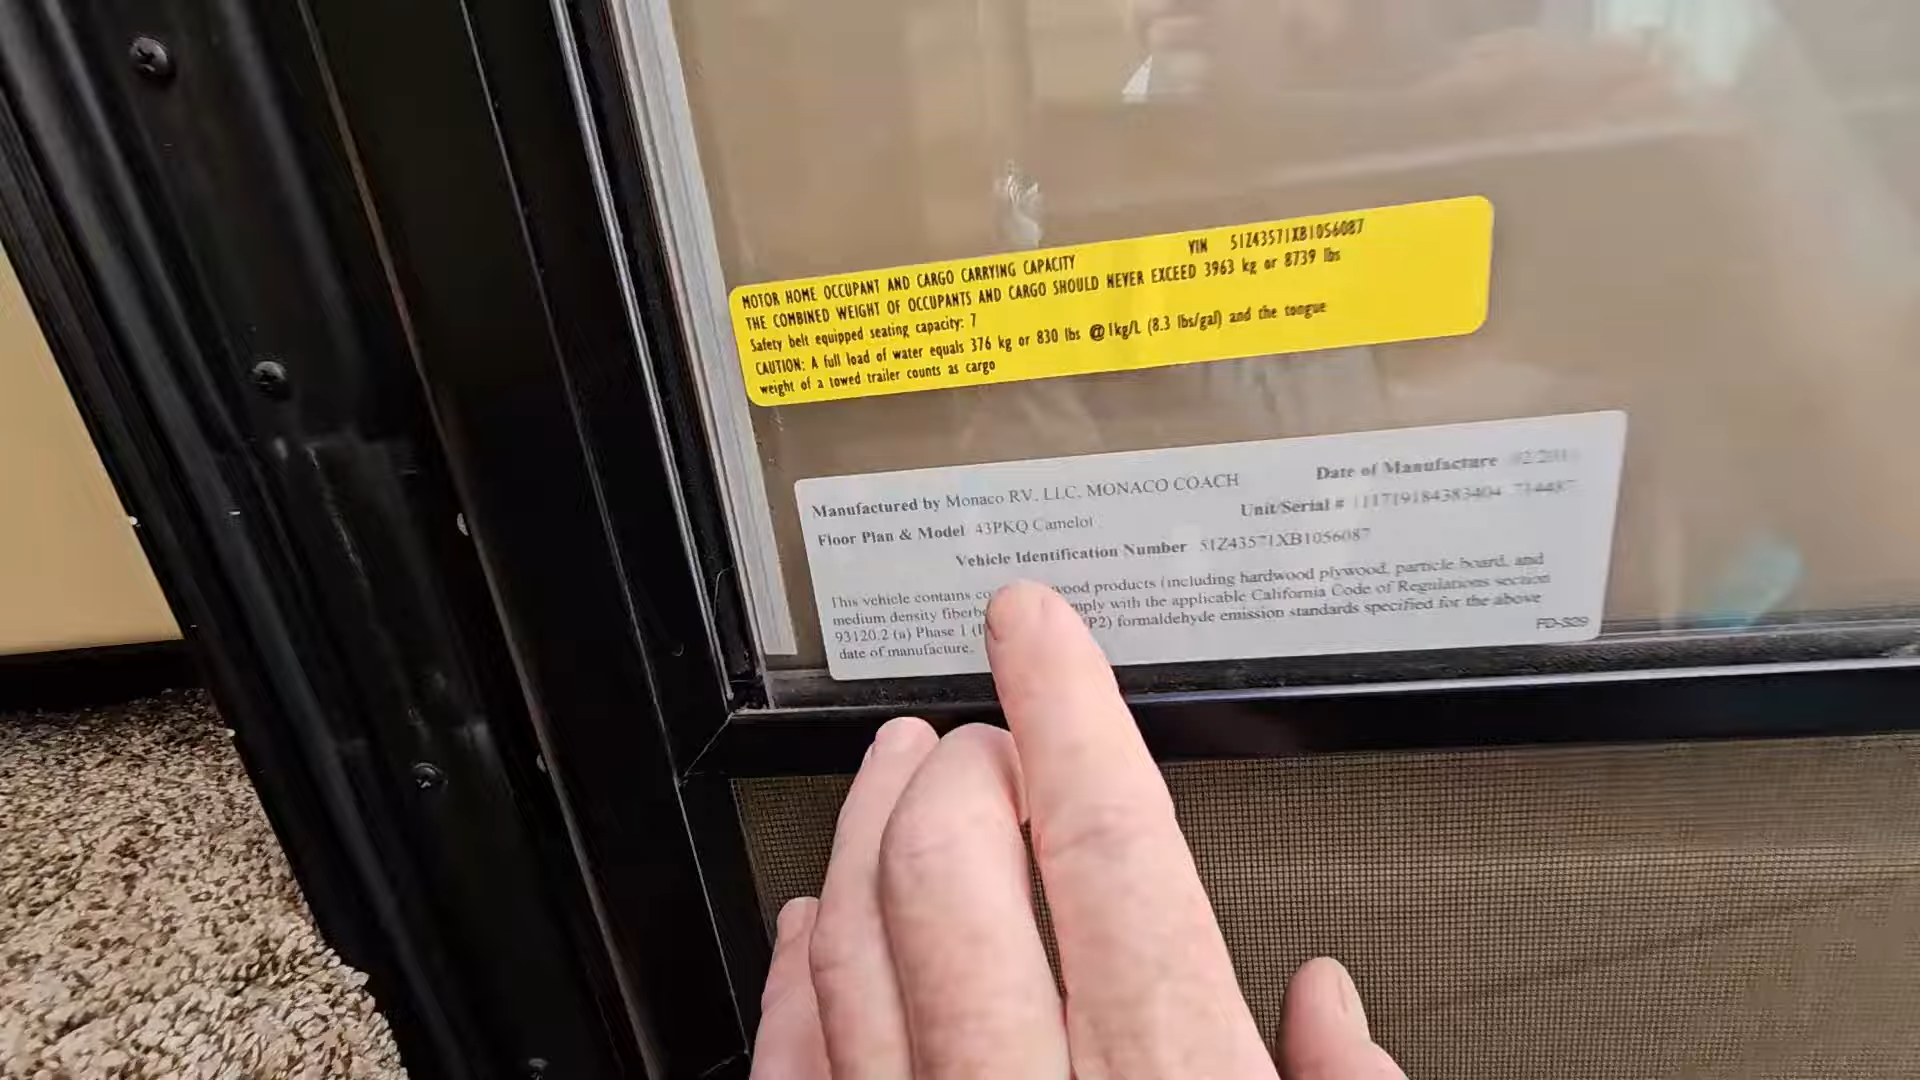 MOTOR HOME OCCUPANT AND CARGO CARRYING CAPACITY VIN 51Z43571XB1056087
THE COMBINED WEIGHT OF OCCUPANTS AND CARGO SHOULD NEVER EXCEED 3963 kg or 8739 lbs
Safety belt equipped seating capacity: 7
CAUTION: A full load of water equals 376 kg or 830 lbs @ 1kg/L (8.3 lbs/gal) and the tongue
weight of a towed trailer counts as cargo
Manufactured by Monaco RV, LLC, MONACO COACH Date of Manufacture
Floor Plan & Model 43PKQ Camelot Unit/Serial #
Vehicle Identification Number 51Z43571XB1056087
This vehicle contains wood products (including hardwood plywood, particle board, and
medium density with the applicable California Code of Regulations section
93120.2 (a) Phase 1 (P2) formaldehyde emission standards specified for the above
date of manufacture.
FD-329